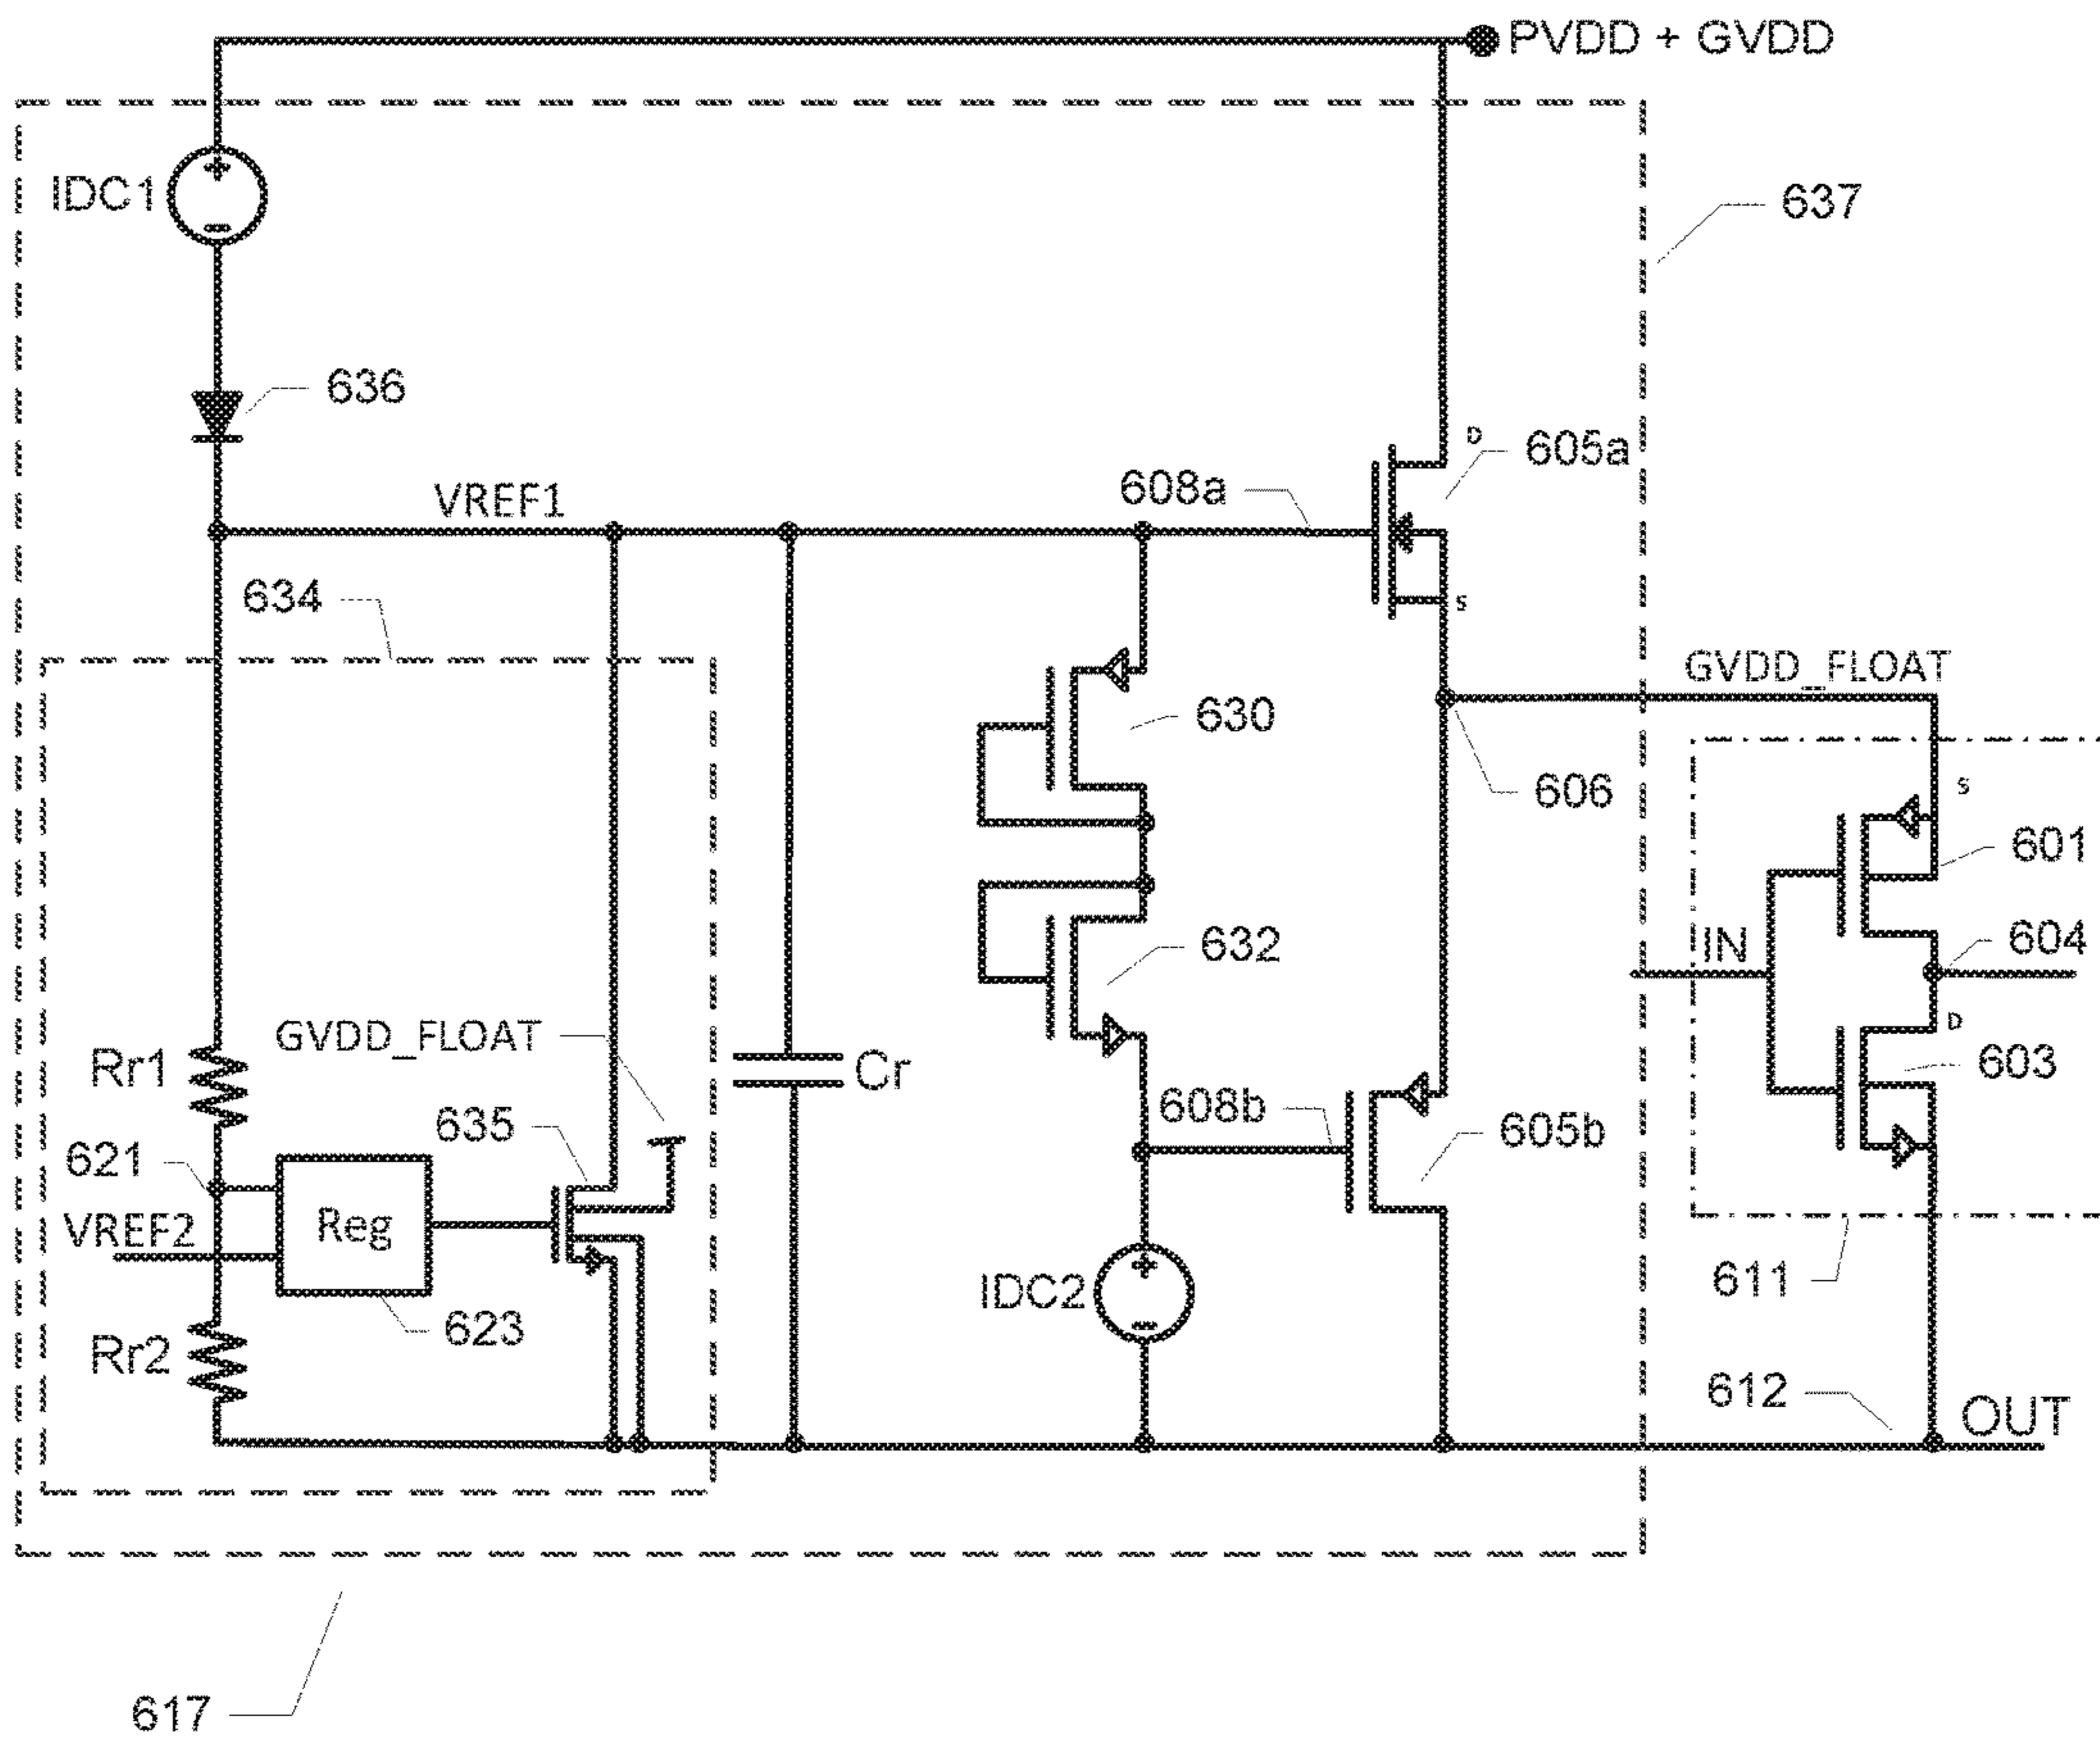 PVDD + GVDD
IDC1
637
636
D
605a
608a
VREF1
S
634
GVDD_FLOAT
630
606
S
601
IN
604
632
D
GVDD_FLOAT
603
Rr1
Cr
635
608b
605b
621
VREF2
Reg
IDC2
611
623
Rr2
612
OUT
617